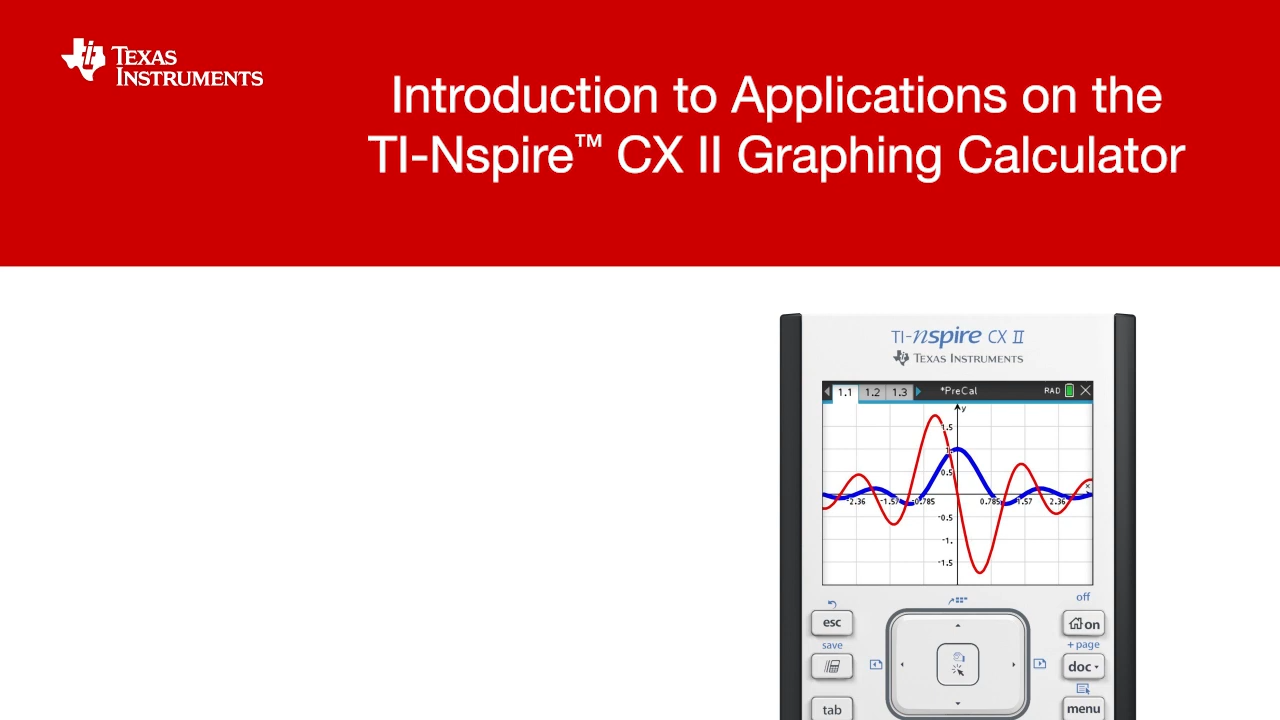 TEXAS
INSTRUMENTS
Introduction to Applications on the
TI-Nspire™ CX II Graphing Calculator
TI-nspire CX II
TEXAS INSTRUMENTS
1.1 1.2 1.3 *PreCal RAD
y
1.5
1
0.5
x
-2.36 -1.57 -0.785 0.785 1.57 2.36
-0.5
-1.
-1.5
off
esc
on
save
+ page
doc
tab
menu